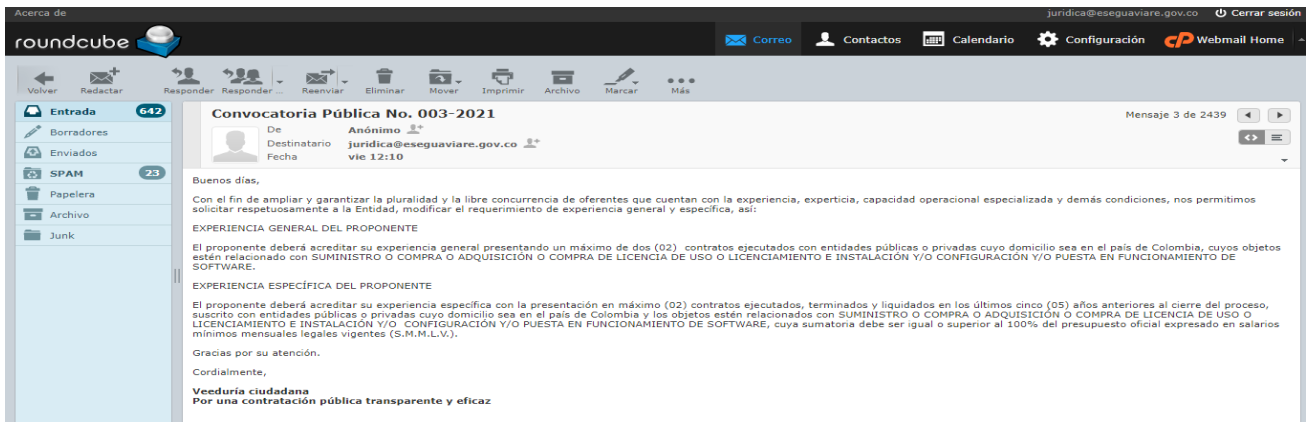 Acerca de
juridica@eseguaviare.gov.co Cerrar sesión
roundcube
Correo Contactos Calendario Configuración cP Webmail Home
Volver Redactar Responder Responder ... Reenviar Eliminar Mover Imprimir Archivo Marcar Más
Entrada 642
Borradores
Enviados
SPAM 23
Papelera
Archivo
Junk
Convocatoria Pública No. 003-2021
Mensaje 3 de 2439
De Anónimo
Destinatario juridica@eseguaviare.gov.co
Fecha vie 12:10
Buenos días,
Con el fin de ampliar y garantizar la pluralidad y la libre concurrencia de oferentes que cuentan con la experiencia, experticia, capacidad operacional especializada y demás condiciones, nos permitimos
solicitar respetuosamente a la Entidad, modificar el requerimiento de experiencia general y específica, así:
EXPERIENCIA GENERAL DEL PROPONENTE
El proponente deberá acreditar su experiencia general presentando un máximo de dos (02) contratos ejecutados con entidades públicas o privadas cuyo domicilio sea en el país de Colombia, cuyos objetos
estén relacionado con SUMINISTRO O COMPRA O ADQUISICIÓN O COMPRA DE LICENCIA DE USO O LICENCIAMIENTO E INSTALACIÓN Y/O CONFIGURACIÓN Y/O PUESTA EN FUNCIONAMIENTO DE
SOFTWARE.
EXPERIENCIA ESPECÍFICA DEL PROPONENTE
El proponente deberá acreditar su experiencia específica con la presentación en máximo (02) contratos ejecutados, terminados y liquidados en los últimos cinco (05) años anteriores al cierre del proceso,
suscrito con entidades públicas o privadas cuyo domicilio sea en el país de Colombia y los objetos estén relacionados con SUMINISTRO O COMPRA O ADQUISICIÓN O COMPRA DE LICENCIA DE USO O
LICENCIAMIENTO E INSTALACIÓN Y/O CONFIGURACIÓN Y/O PUESTA EN FUNCIONAMIENTO DE SOFTWARE, cuya sumatoria debe ser igual o superior al 100% del presupuesto oficial expresado en salarios
mínimos mensuales legales vigentes (S.M.M.L.V.).
Gracias por su atención.
Cordialmente,
Veeduría ciudadana
Por una contratación pública transparente y eficaz